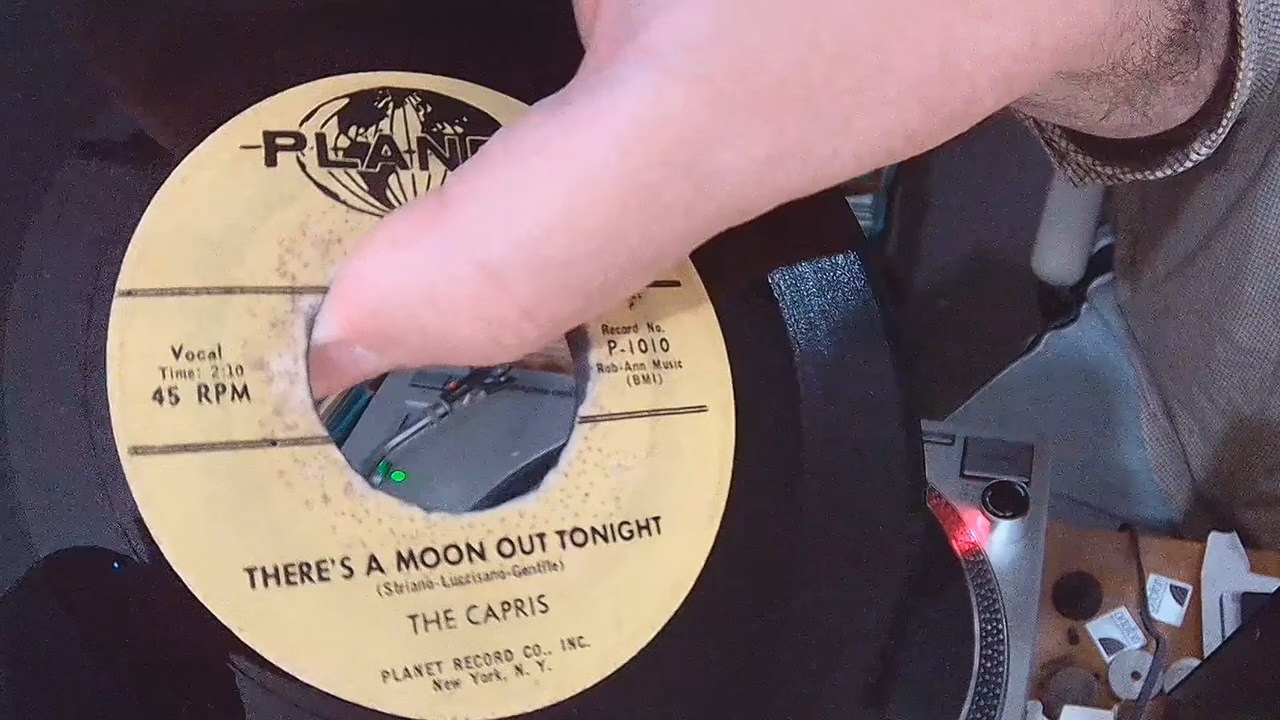 PLAN
Vocal
Time: 2:10
45 RPM
Record No.
P-1010
Rob-Ann Music
(BMI)
THERE'S A MOON OUT TONIGHT
(Striano-Luccisano-Gentile)
THE CAPRIS
PLANET RECORD CO., INC.
New York, N. Y.